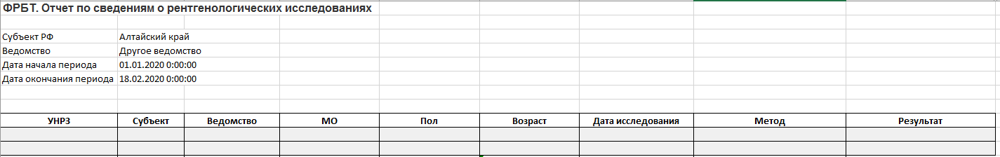 ФРБТ. Отчет по сведениям о рентгенологических исследованиях
Субъект РФ Алтайский край
Ведомство Другое ведомство
Дата начала периода 01.01.2020 0:00:00
Дата окончания периода 18.02.2020 0:00:00
УНРЗ Субъект Ведомство МО Пол Возраст Дата исследования Метод Результат